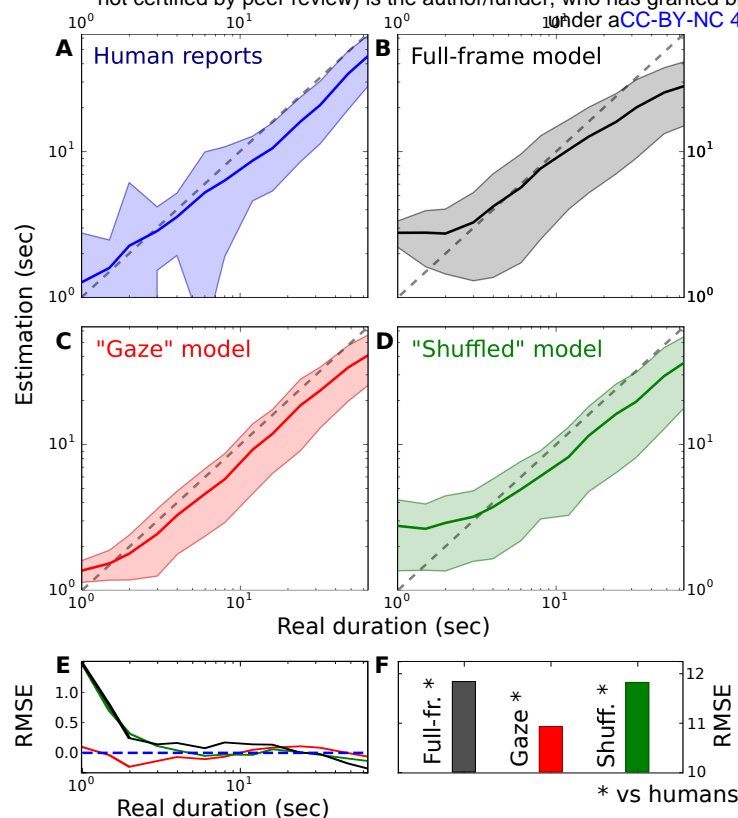 not certified by peer review) is the author/funder, who has granted b
under aCC-BY-NC 4
A Human reports
B Full-frame model
10¹
10⁰
10⁰
10¹
10¹
10⁰
10⁰
10¹
C "Gaze" model
D "Shuffled" model
10¹
10⁰
10⁰
10¹
10¹
10⁰
10⁰
10¹
Estimation (sec)
Real duration (sec)
E
RMSE
1.0
0.5
0.0
10⁰
10¹
Real duration (sec)
F
Full-fr. *
Gaze *
Shuff. *
12
11
10
RMSE
* vs humans